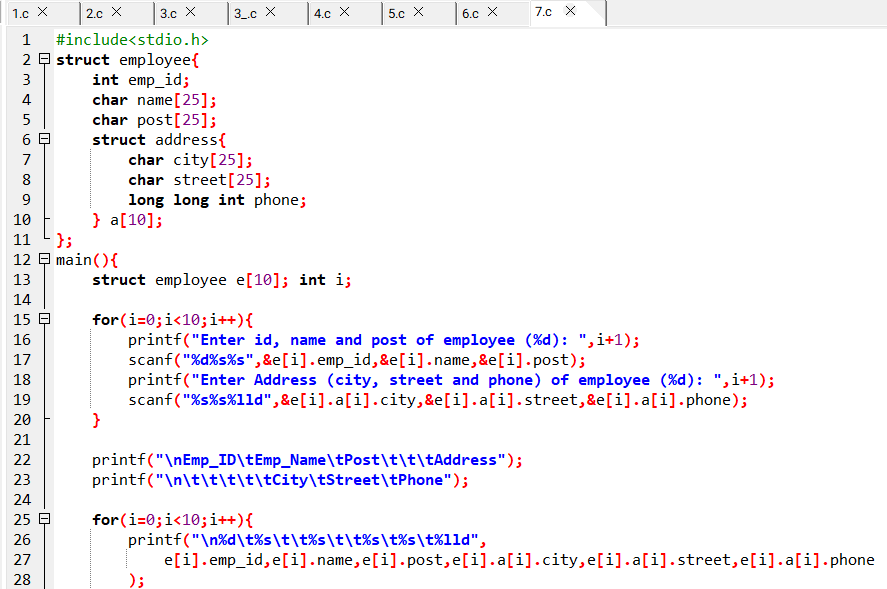 1.c 2.c 3.c 3_.c 4.c 5.c 6.c 7.c
1 #include<stdio.h>
2 struct employee{
3     int emp_id;
4     char name[25];
5     char post[25];
6     struct address{
7         char city[25];
8         char street[25];
9         long long int phone;
10     } a[10];
11 };
12 main(){
13     struct employee e[10]; int i;
14
15     for(i=0;i<10;i++){
16         printf("Enter id, name and post of employee (%d): ",i+1);
17         scanf("%d%s%s",&e[i].emp_id,&e[i].name,&e[i].post);
18         printf("Enter Address (city, street and phone) of employee (%d): ",i+1);
19         scanf("%s%s%lld",&e[i].a[i].city,&e[i].a[i].street,&e[i].a[i].phone);
20     }
21
22     printf("\nEmp_ID\tEmp_Name\tPost\t\t\tAddress");
23     printf("\n\t\t\t\t\tCity\tStreet\tPhone");
24
25     for(i=0;i<10;i++){
26         printf("\n%d\t%s\t\t%s\t\t%s\t%s\t%lld",
27             e[i].emp_id,e[i].name,e[i].post,e[i].a[i].city,e[i].a[i].street,e[i].a[i].phone
28         );